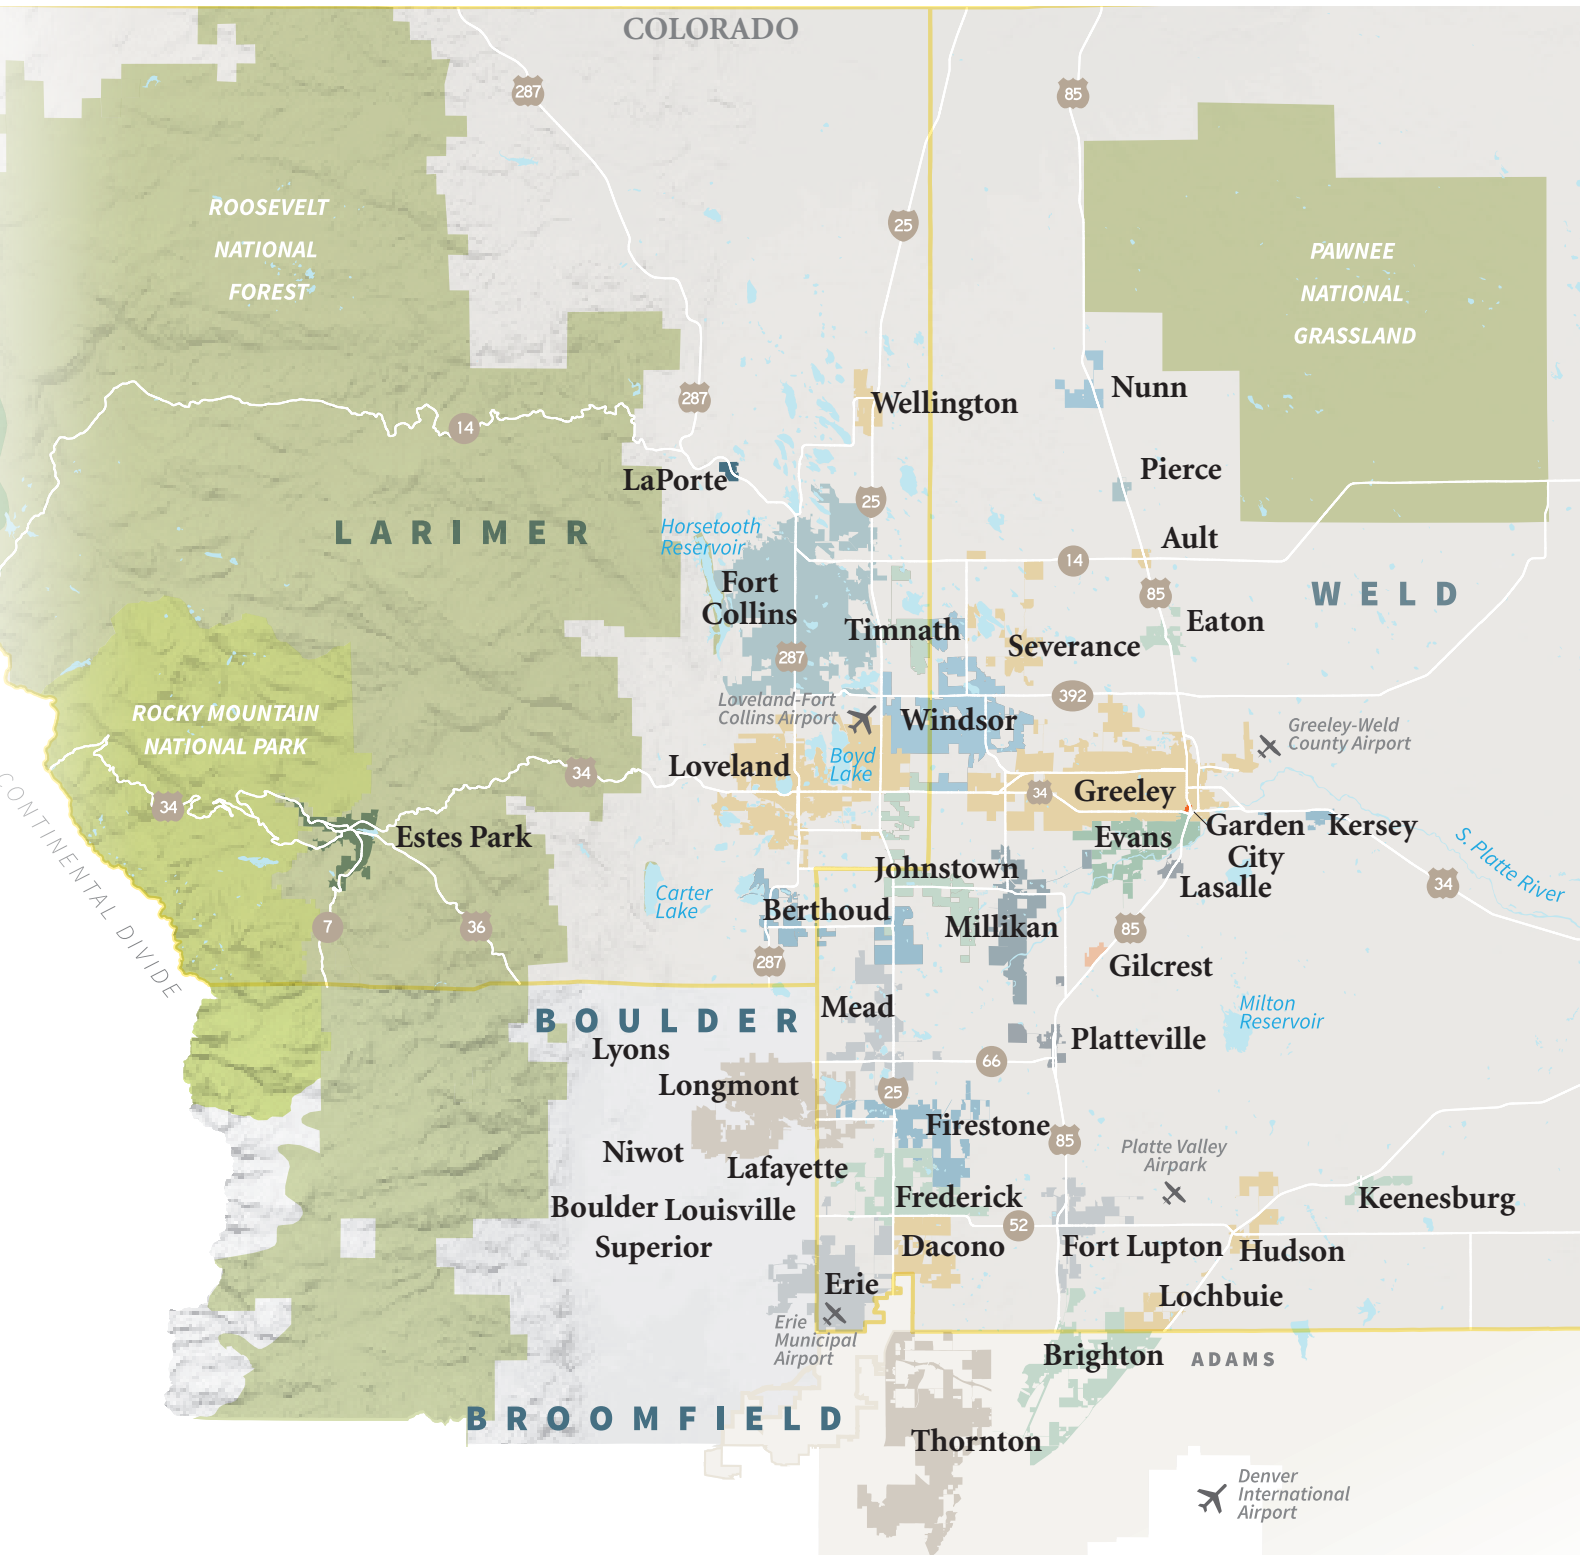 COLORADO
287
85
ROOSEVELT
NATIONAL
FOREST
25
PAWNEE
NATIONAL
GRASSLAND
287
Wellington
Nunn
14
LaPorte
Pierce
25
Horsetooth
Reservoir
LARIMER
Ault
14
Fort
Collins
85
WELD
Timnath
Eaton
Severance
287
392
Loveland-Fort
Collins Airport
Windsor
ROCKY MOUNTAIN
NATIONAL PARK
Greeley-Weld
County Airport
Loveland
Boyd
Lake
34
34
Greeley
34
CONTINENTAL DIVIDE
Estes Park
Evans
Garden
City
Kersey
S. Platte River
Johnstown
Lasalle
34
Carter
Lake
Berthoud
7
36
Millikan
85
287
Gilcrest
Mead
Milton
Reservoir
BOULDER
Lyons
Platteville
66
Longmont
25
Firestone
85
Niwot
Lafayette
Platte Valley
Airpark
Frederick
Keenesburg
Boulder
Louisville
52
Superior
Dacono
Fort Lupton
Hudson
Erie
Lochbuie
Erie
Municipal
Airport
Brighton
ADAMS
BROOMFIELD
Thornton
Denver
International
Airport